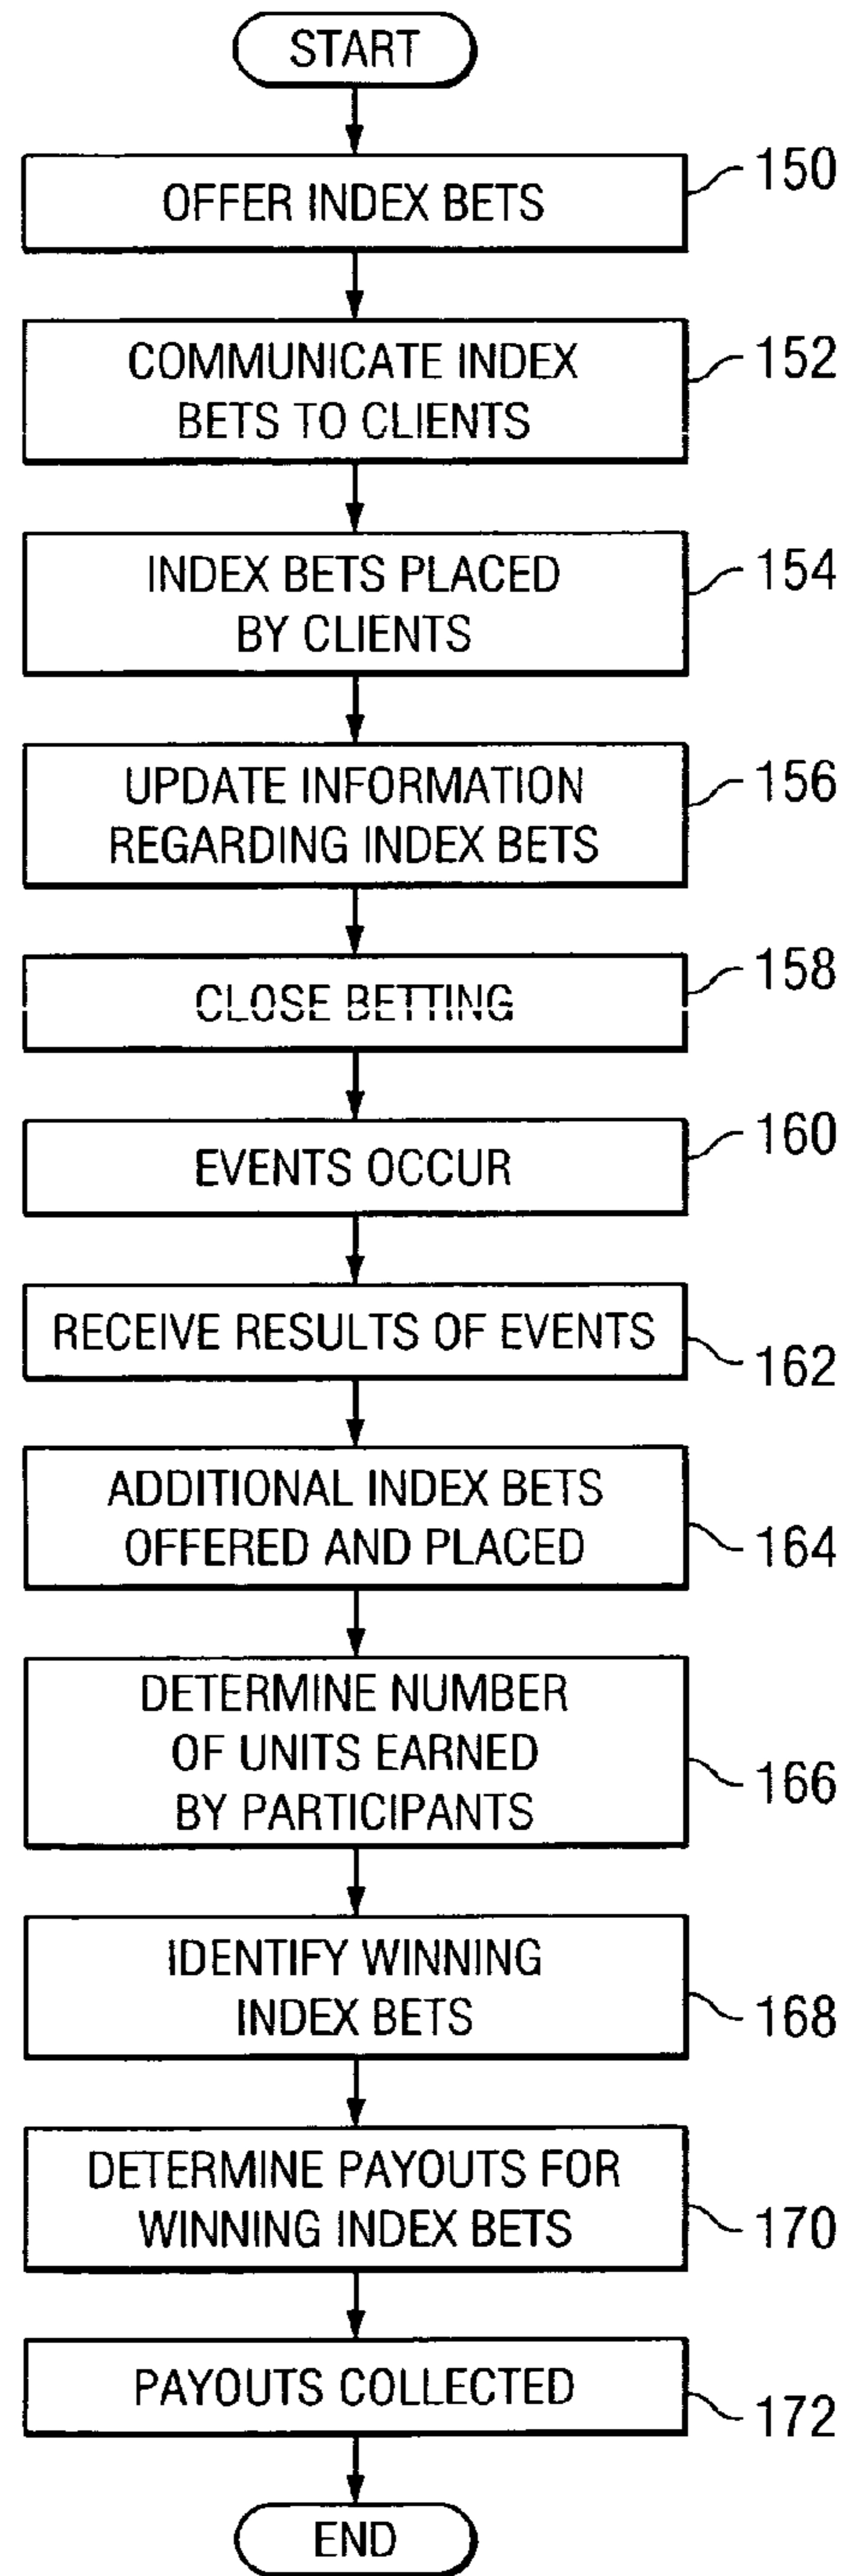 START
OFFER INDEX BETS
150
COMMUNICATE INDEX
BETS TO CLIENTS
152
INDEX BETS PLACED
BY CLIENTS
154
UPDATE INFORMATION
REGARDING INDEX BETS
156
CLOSE BETTING
158
EVENTS OCCUR
160
RECEIVE RESULTS OF EVENTS
162
ADDITIONAL INDEX BETS
OFFERED AND PLACED
164
DETERMINE NUMBER
OF UNITS EARNED
BY PARTICIPANTS
166
IDENTIFY WINNING
INDEX BETS
168
DETERMINE PAYOUTS FOR
WINNING INDEX BETS
170
PAYOUTS COLLECTED
172
END